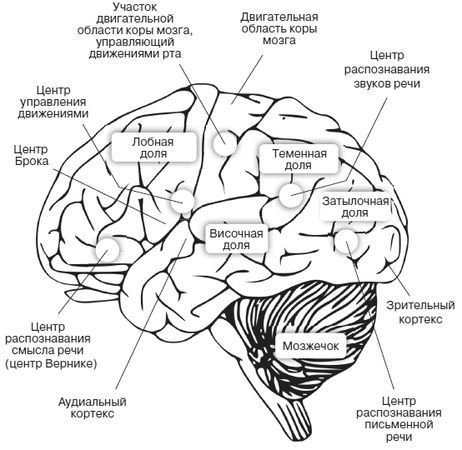 Участок
двигательной
области коры мозга,
управляющий
движениями рта
Двигательная
область коры
мозга
Центр
распознавания
звуков речи
Центр
управления
движениями
Центр
Брока
Лобная
доля
Теменная
доля
Затылочная
доля
Височная
доля
Зрительный
кортекс
Центр
распознавания
смысла речи
(центр Вернике)
Мозжечок
Аудиальный
кортекс
Центр
распознавания
письменной
речи